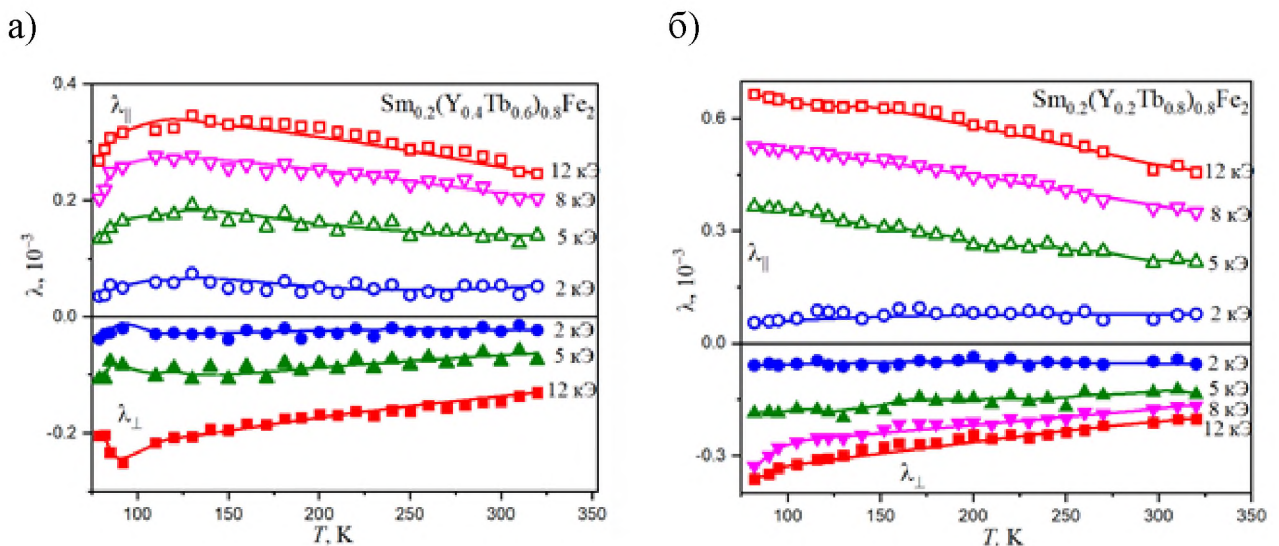 а)
б)
0.4
0.2
0.0
-0.2
λ, 10⁻³
λ∥
Sm₀.₂(Y₀.₄Tb₀.₆)₀.₈Fe₂
12 кЭ
8 кЭ
5 кЭ
2 кЭ
2 кЭ
5 кЭ
12 кЭ
λ⊥
100 150 200 250 300 350
T, K
0.6
0.3
0.0
-0.3
λ, 10⁻³
Sm₀.₂(Y₀.₂Tb₀.₈)₀.₈Fe₂
12 кЭ
8 кЭ
λ∥
5 кЭ
2 кЭ
2 кЭ
5 кЭ
8 кЭ
12 кЭ
λ⊥
100 150 200 250 300 350
T, K